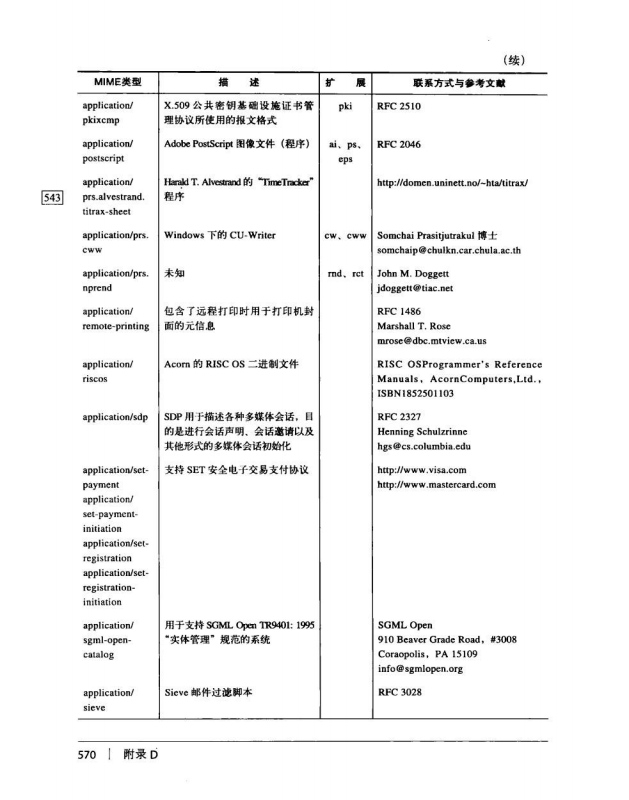 （续）
MIME类型 描 述 扩 展 联系方式与参考文献
application/ X.509 公共密钥基础设施证书管 pki RFC 2510
pkixcmp 理协议所使用的报文格式
application/ Adobe PostScript 图像文件（程序） ai、ps、 RFC 2046
postscript eps
application/ Harald T. Alvestrand 的“TimeTracker” http://domen.uninett.no/~hta/titrax/
543 prs.alvestrand. 程序
titrax-sheet
application/prs. Windows 下的 CU-Writer cw、cww Somchai Prasitjutrakul 博士
cww somchaip@chulkn.car.chula.ac.th
application/prs. 未知 rnd、rct John M. Doggett
nprend jdoggett@tiac.net
application/ 包含了远程打印时用于打印机封 RFC 1486
remote-printing 面的元信息 Marshall T. Rose
mrose@dbc.mtview.ca.us
application/ Acorn 的 RISC OS 二进制文件 RISC OSProgrammer's Reference
riscos Manuals，AcornComputers,Ltd.，
ISBN1852501103
application/sdp SDP 用于描述各种多媒体会话，目 RFC 2327
的是进行会话声明、会话邀请以及 Henning Schulzrinne
其他形式的多媒体会话初始化 hgs@cs.columbia.edu
application/set- 支持 SET 安全电子交易支付协议 http://www.visa.com
payment http://www.mastercard.com
application/
set-payment-
initiation
application/set-
registration
application/set-
registration-
initiation
application/ 用于支持 SGML Open TR9401: 1995 SGML Open
sgml-open- “实体管理”规范的系统 910 Beaver Grade Road，#3008
catalog Coraopolis，PA 15109
info@sgmlopen.org
application/ Sieve 邮件过滤脚本 RFC 3028
sieve
570 | 附录 D